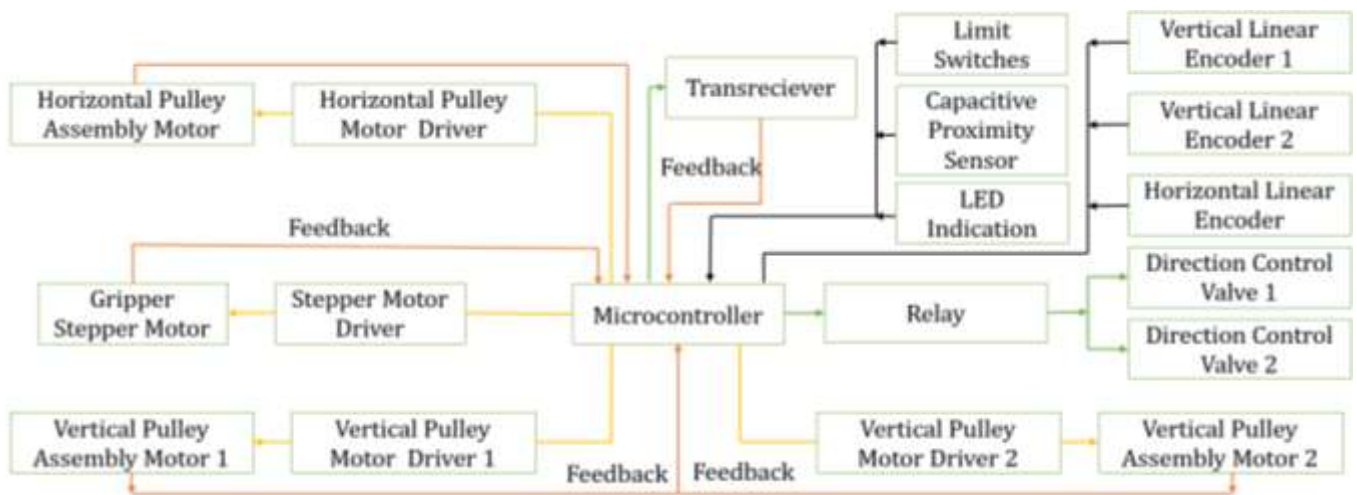 Horizontal Pulley
Assembly Motor
Horizontal Pulley
Motor Driver
Transreciever
Feedback
Limit
Switches
Capacitive
Proximity
Sensor
LED
Indication
Vertical Linear
Encoder 1
Vertical Linear
Encoder 2
Horizontal Linear
Encoder
Feedback
Gripper
Stepper Motor
Stepper Motor
Driver
Microcontroller
Relay
Direction Control
Valve 1
Direction Control
Valve 2
Vertical Pulley
Assembly Motor 1
Vertical Pulley
Motor Driver 1
Feedback
Feedback
Vertical Pulley
Motor Driver 2
Vertical Pulley
Assembly Motor 2